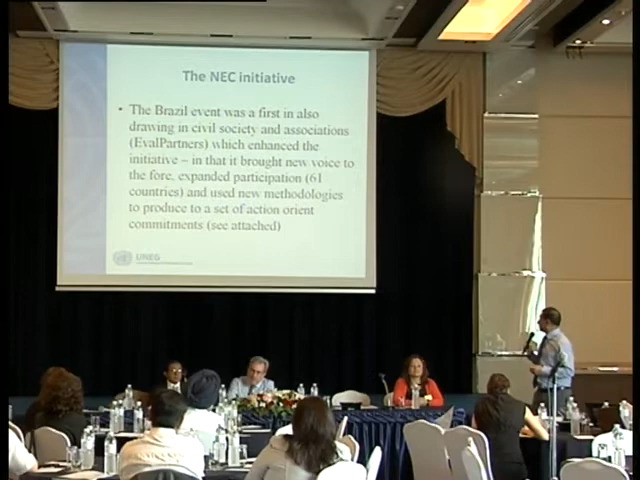 The NEC initiative
• The Brazil event was a first in also
drawing in civil society and associations
(EvalPartners) which enhanced the
initiative – in that it brought new voice to
the fore, expanded participation (61
countries) and used new methodologies
to produce to a set of action orient
commitments (see attached)
UNEG